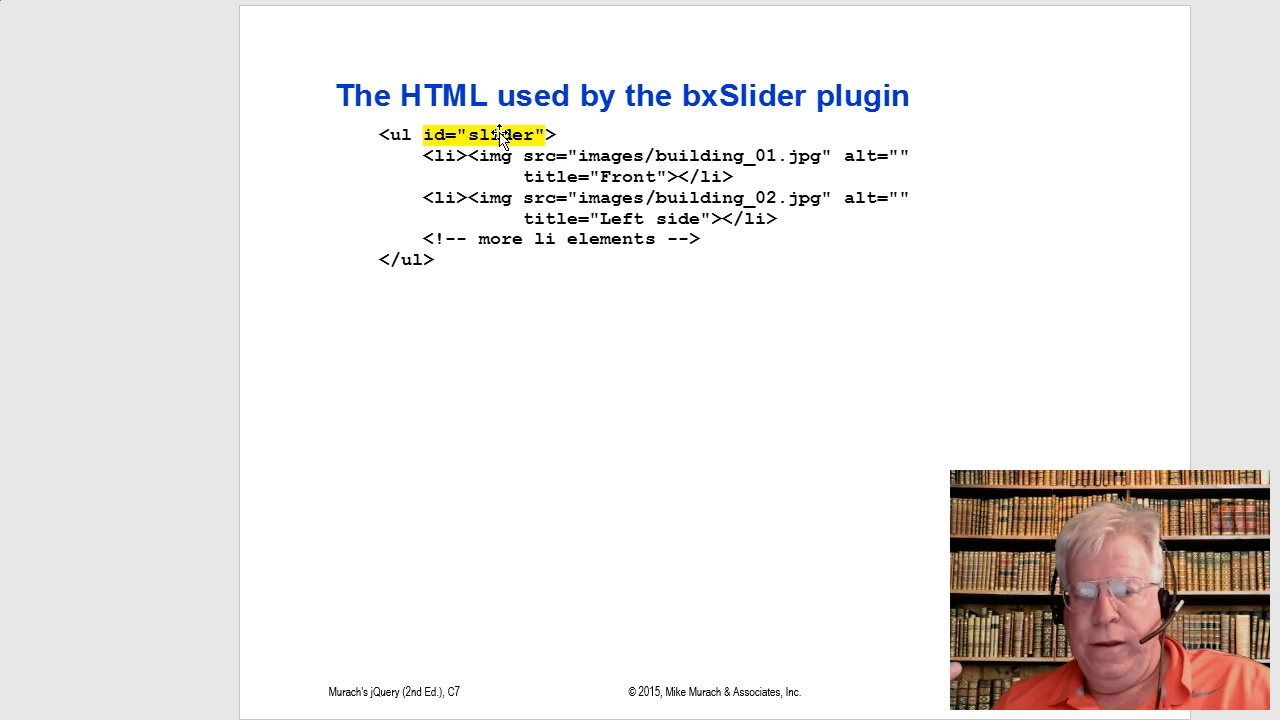 The HTML used by the bxSlider plugin
<ul id="slider">
<li><img src="images/building_01.jpg" alt=""
title="Front"></li>
<li><img src="images/building_02.jpg" alt=""
title="Left side"></li>
<!-- more li elements -->
</ul>
Murach's jQuery (2nd Ed.), C7
© 2015, Mike Murach & Associates, Inc.